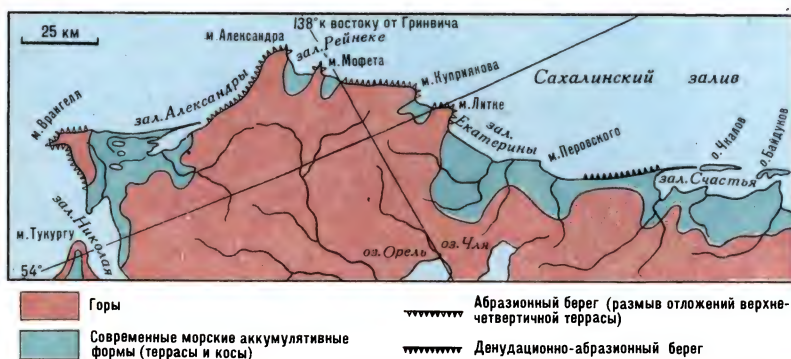 138° к востоку от Гринвича
25 км
м. Александра
зал. Рейнеке
м. Мофета
м. Куприякова
Сахалинский залив
м. Врангеля
зал. Александры
м. Литке
зал. Екатерины
м. Перовского
о. Чкалов
о. Байдуков
зал. Счастья
зал. Николая
м. Тукургу
оз. Орель
оз. Чля
54°
Горы
Современные морские аккумулятивные
формы (террасы и косы)
Абразионный берег (размыв отложений верхне-
четвертичной террасы)
Денудационно-абразионный берег